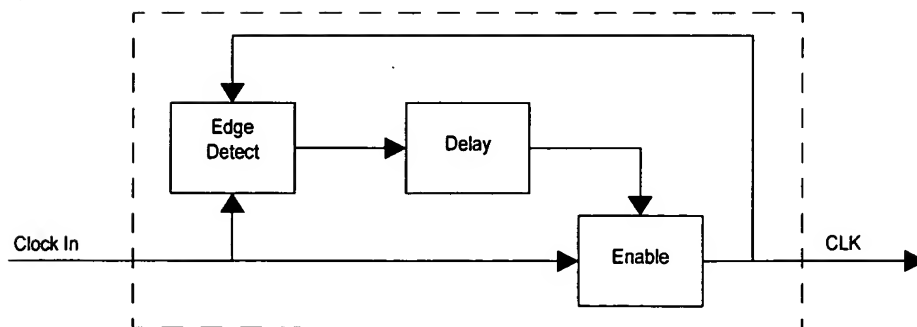 Edge
Detect
Delay
Clock In
Enable
CLK